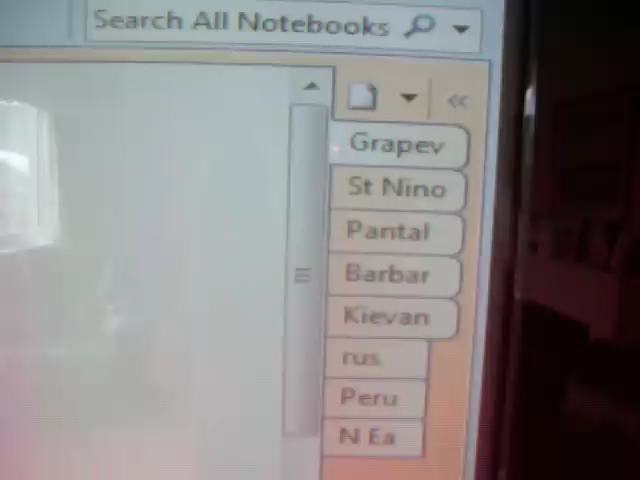 Search All Notebooks
Grapev
St Nino
Pantal
Barbar
Kievan
rus
Peru
N Ea